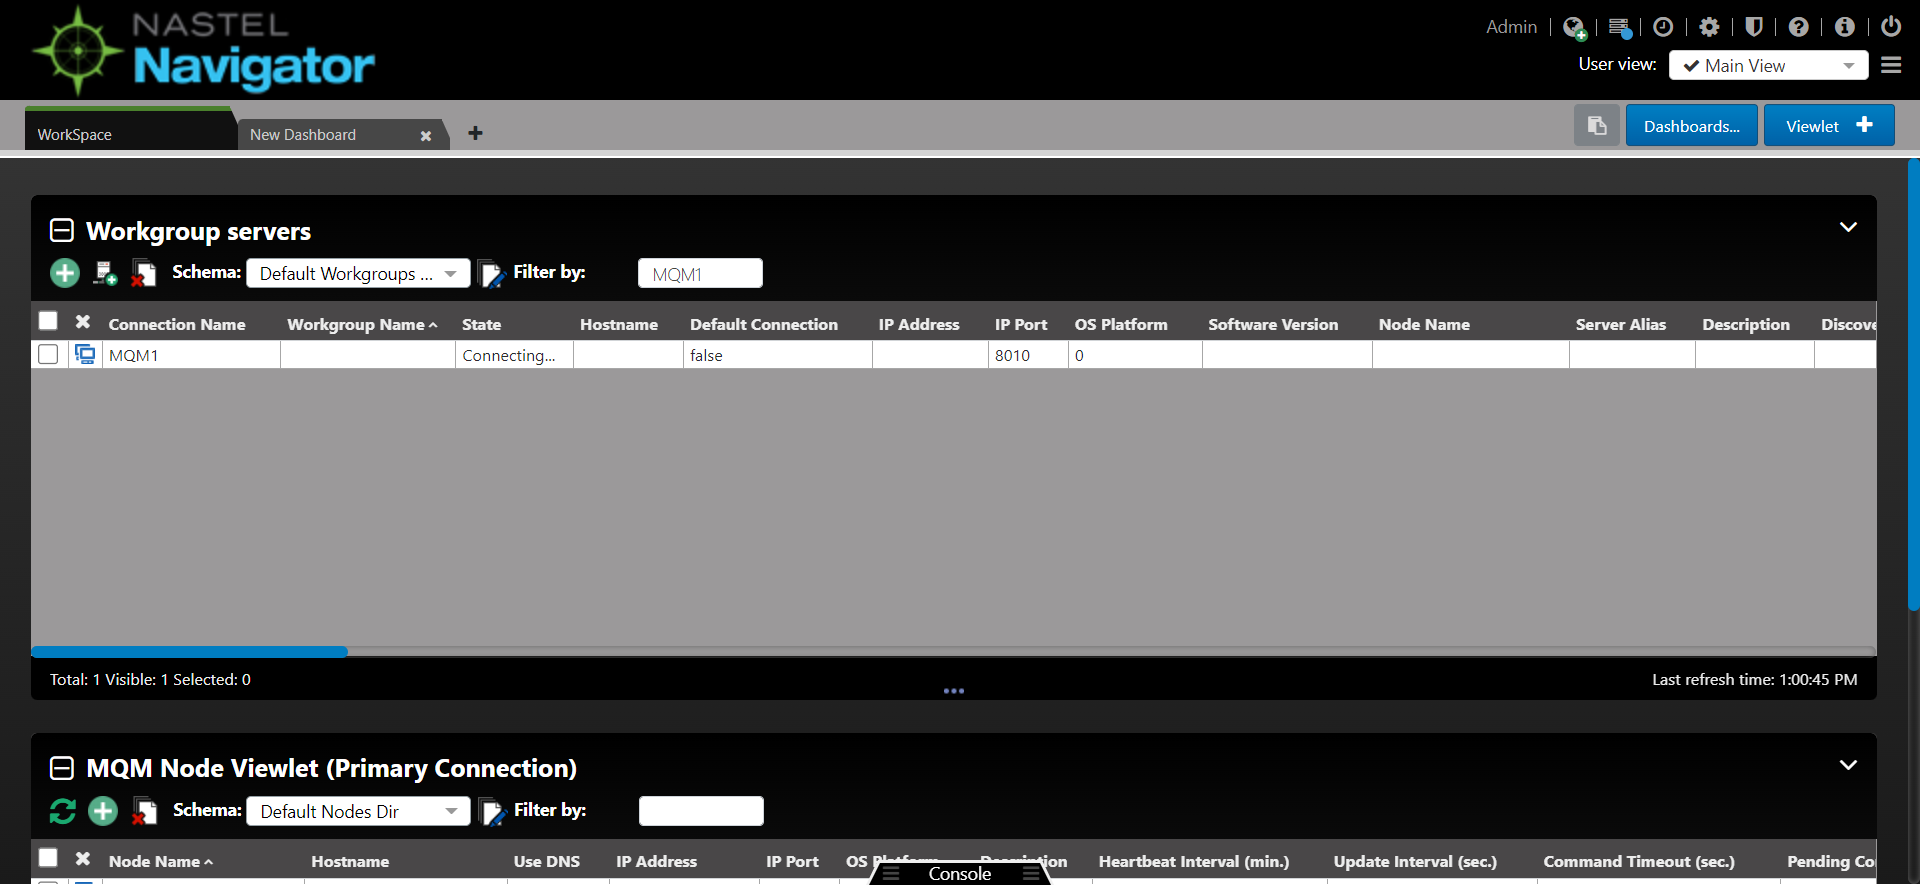 NASTEL
Navigator
Admin
User view:
Main View
WorkSpace
New Dashboard
Dashboards...
Viewlet
Workgroup servers
Schema: Default Workgroups ... Filter by: MQM1
Connection Name Workgroup Name State Hostname Default Connection IP Address IP Port OS Platform Software Version Node Name Server Alias Description Discove
MQM1 Connecting... false 8010 0
Total: 1 Visible: 1 Selected: 0
Last refresh time: 1:00:45 PM
MQM Node Viewlet (Primary Connection)
Schema: Default Nodes Dir Filter by:
Node Name Hostname Use DNS IP Address IP Port OS Platform Description Heartbeat Interval (min.) Update Interval (sec.) Command Timeout (sec.) Pending Co
Console